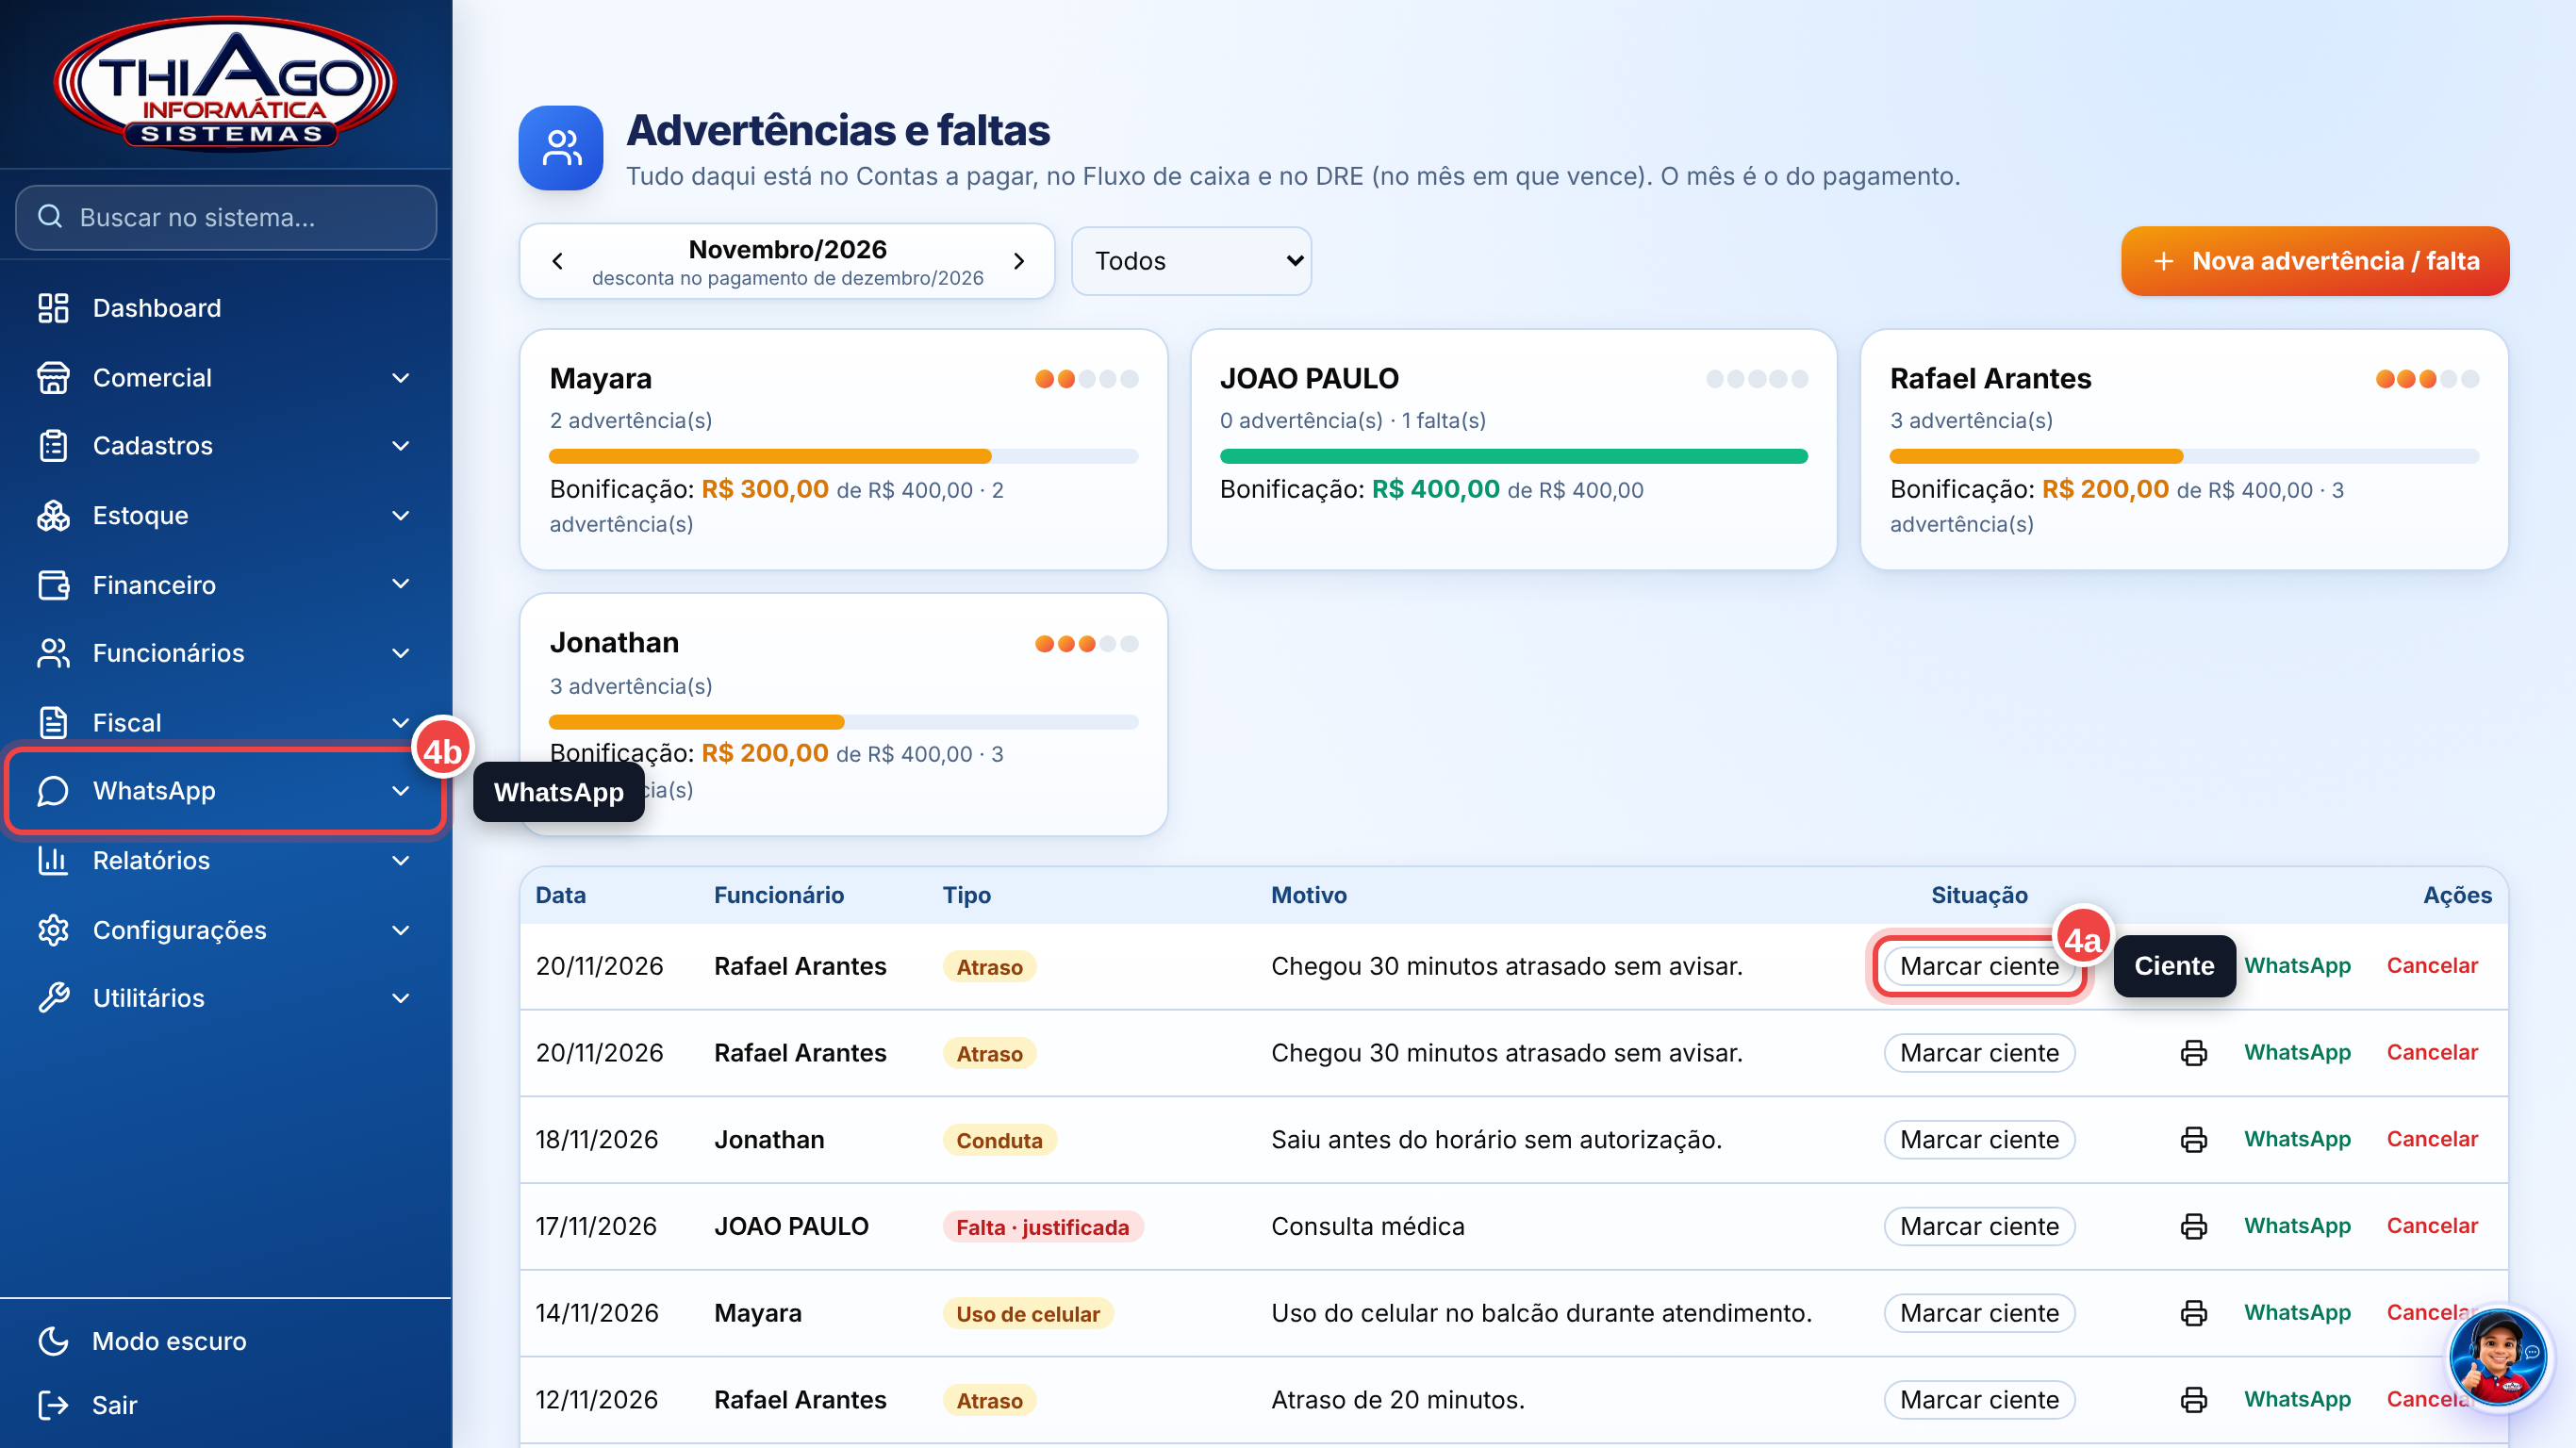 THIAGO
INFORMÁTICA
SISTEMAS
Buscar no sistema...
Dashboard
Comercial
Cadastros
Estoque
Financeiro
Funcionários
Fiscal
4b
WhatsApp
WhatsApp
Relatórios
Configurações
Utilitários
Modo escuro
Sair
Advertências e faltas
Tudo daqui está no Contas a pagar, no Fluxo de caixa e no DRE (no mês em que vence). O mês é o do pagamento.
Novembro/2026
desconta no pagamento de dezembro/2026
Todos
+ Nova advertência / falta
Mayara
2 advertência(s)
Bonificação: R$ 300,00 de R$ 400,00 · 2
advertência(s)
JOAO PAULO
0 advertência(s) · 1 falta(s)
Bonificação: R$ 400,00 de R$ 400,00
Rafael Arantes
3 advertência(s)
Bonificação: R$ 200,00 de R$ 400,00 · 3
advertência(s)
Jonathan
3 advertência(s)
Bonificação: R$ 200,00 de R$ 400,00 · 3
cia(s)
Data Funcionário Tipo Motivo Situação Ações
20/11/2026 Rafael Arantes Atraso Chegou 30 minutos atrasado sem avisar. Marcar ciente 4a Ciente WhatsApp Cancelar
20/11/2026 Rafael Arantes Atraso Chegou 30 minutos atrasado sem avisar. Marcar ciente WhatsApp Cancelar
18/11/2026 Jonathan Conduta Saiu antes do horário sem autorização. Marcar ciente WhatsApp Cancelar
17/11/2026 JOAO PAULO Falta · justificada Consulta médica Marcar ciente WhatsApp Cancelar
14/11/2026 Mayara Uso de celular Uso do celular no balcão durante atendimento. Marcar ciente WhatsApp Cancelar
12/11/2026 Rafael Arantes Atraso Atraso de 20 minutos. Marcar ciente WhatsApp Cancelar